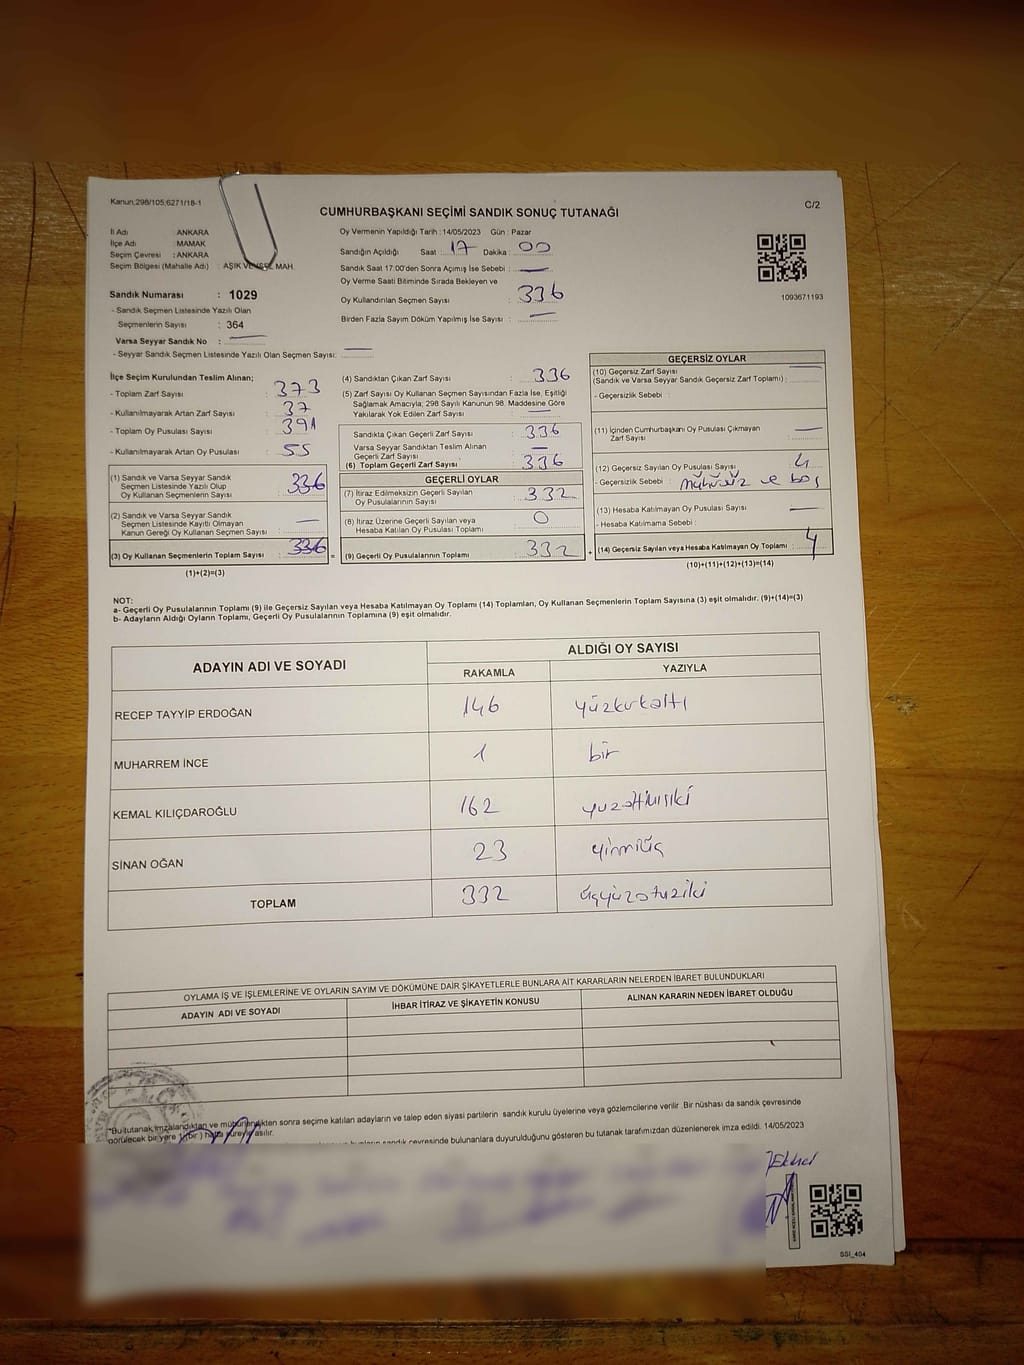 Kanun;298/105;6271/18-1
C/2
CUMHURBAŞKANI SEÇİMİ SANDIK SONUÇ TUTANAĞI
İl Adı : ANKARA
İlçe Adı : MAMAK
Seçim Çevresi : ANKARA
Seçim Bölgesi (Mahalle Adı) : AŞIK VEYSEL MAH.
Sandık Numarası : 1029
- Sandık Seçmen Listesinde Yazılı Olan
Seçmenlerin Sayısı : 364
Varsa Seyyar Sandık No :
- Seyyar Sandık Seçmen Listesinde Yazılı Olan Seçmen Sayısı:
Oy Vermenin Yapıldığı Tarih : 14/05/2023 Gün : Pazar
Sandığın Açıldığı Saat : 17 Dakika : 00
Sandık Saat 17:00'den Sonra Açımış İse Sebebi :
Oy Verme Saati Bitiminde Sırada Bekleyen ve
Oy Kullandırılan Seçmen Sayısı : 336
Birden Fazla Sayım Döküm Yapılmış İse Sayısı :
1093671193
İlçe Seçim Kurulundan Teslim Alınan;
- Toplam Zarf Sayısı : 373
- Kullanılmayarak Artan Zarf Sayısı : 37
- Toplam Oy Pusulası Sayısı : 391
- Kullanılmayarak Artan Oy Pusulası : 55
(1) Sandık ve Varsa Seyyar Sandık
Seçmen Listesinde Yazılı Olup
Oy Kullanan Seçmenlerin Sayısı : 336
(2) Sandık ve Varsa Seyyar Sandık
Seçmen Listesinde Kayıtlı Olmayan
Kanun Gereği Oy Kullanan Seçmen Sayısı :
(3) Oy Kullanan Seçmenlerin Toplam Sayısı : 336
(1)+(2)=(3)
(4) Sandıktan Çıkan Zarf Sayısı : 336
(5) Zarf Sayısı Oy Kullanan Seçmen Sayısından Fazla İse, Eşitliği
Sağlamak Amacıyla; 298 Sayılı Kanunun 98. Maddesine Göre
Yakılarak Yok Edilen Zarf Sayısı :
Sandıkta Çıkan Geçerli Zarf Sayısı : 336
Varsa Seyyar Sandıktan Teslim Alınan
Geçerli Zarf Sayısı :
(6) Toplam Geçerli Zarf Sayısı : 336
GEÇERLİ OYLAR
(7) İtiraz Edilmeksizin Geçerli Sayılan
Oy Pusulalarının Sayısı : 332
(8) İtiraz Üzerine Geçerli Sayılan veya
Hesaba Katılan Oy Pusulası Toplamı : 0
(9) Geçerli Oy Pusulalarının Toplamı : 332
GEÇERSİZ OYLAR
(10) Geçersiz Zarf Sayısı
(Sandık ve Varsa Seyyar Sandık Geçersiz Zarf Toplamı) :
- Geçersizlik Sebebi :
(11) İçinden Cumhurbaşkanı Oy Pusulası Çıkmayan
Zarf Sayısı :
(12) Geçersiz Sayılan Oy Pusulası Sayısı : 4
- Geçersizlik Sebebi : mühürsüz ve boş
(13) Hesaba Katılmayan Oy Pusulası Sayısı :
- Hesaba Katılmama Sebebi :
(14) Geçersiz Sayılan veya Hesaba Katılmayan Oy Toplamı : 4
(10)+(11)+(12)+(13)=(14)
NOT:
a- Geçerli Oy Pusulalarının Toplamı (9) ile Geçersiz Sayılan veya Hesaba Katılmayan Oy Toplamı (14) Toplamları, Oy Kullanan Seçmenlerin Toplam Sayısına (3) eşit olmalıdır. (9)+(14)=(3)
b- Adayların Aldığı Oyların Toplamı, Geçerli Oy Pusulalarının Toplamına (9) eşit olmalıdır.
ADAYIN ADI VE SOYADI ALDIĞI OY SAYISI
RAKAMLA YAZIYLA
RECEP TAYYİP ERDOĞAN 146 yüzkırkaltı
MUHARREM İNCE 1 bir
KEMAL KILIÇDAROĞLU 162 yüzaltmışiki
SİNAN OĞAN 23 yirmiüç
TOPLAM 332 üçyüzotuziki
OYLAMA İŞ VE İŞLEMLERİNE VE OYLARIN SAYIM VE DÖKÜMÜNE DAİR ŞİKAYETLERLE BUNLARA AİT KARARLARIN NELERDEN İBARET BULUNDUKLARI
ADAYIN ADI VE SOYADI İHBAR İTİRAZ VE ŞİKAYETİN KONUSU ALINAN KARARIN NEDEN İBARET OLDUĞU
"Bu tutanak imzalandıktan ve mühürlendikten sonra seçime katılan adayların ve talep eden siyasi partilerin sandık kurulu üyelerine veya gözlemcilerine verilir. Bir nüshası da sandık çevresinde
görülecek bir yere 1 (bir) hafta süreyle asılır.
sandık çevresinde bulunanlara duyurulduğunu gösteren bu tutanak tarafımızdan düzenlenerek imza edildi. 14/05/2023
SSI_404